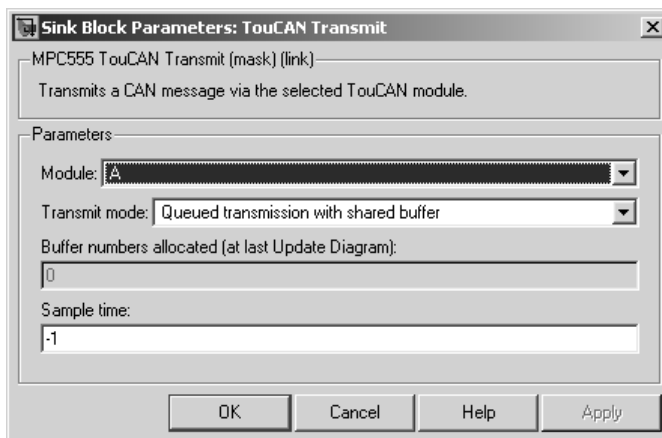 Sink Block Parameters: TouCAN Transmit
MPC555 TouCAN Transmit (mask) (link)
Transmits a CAN message via the selected TouCAN module.
Parameters
Module: A
Transmit mode: Queued transmission with shared buffer
Buffer numbers allocated (at last Update Diagram):
0
Sample time:
-1
OK Cancel Help Apply